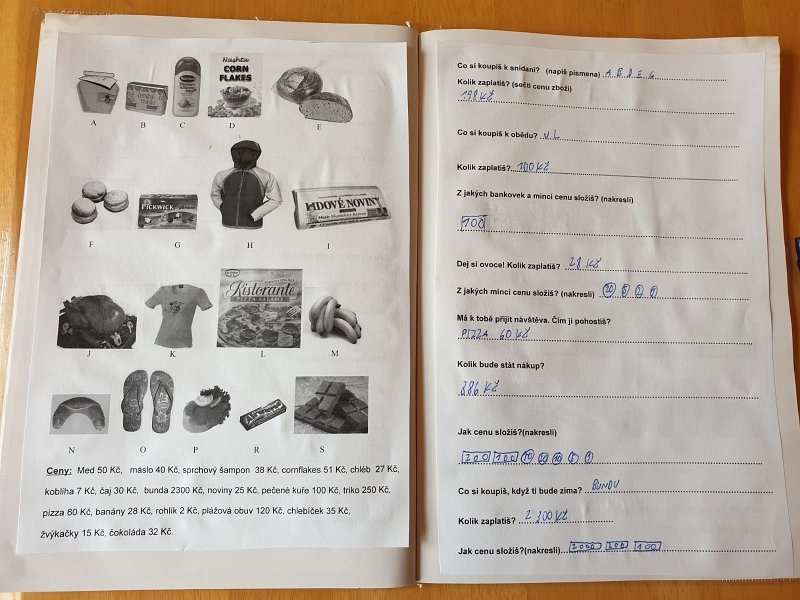 Nashta
CORN
FLAKES
A B C D E
PICKWICK
LIDOVÉ NOVINY
F G H I
Ristorante
PIZZA SALAME
J K L M
N O P R S
Ceny: Med 50 Kč, máslo 40 Kč, sprchový šampon 38 Kč, cornflakes 51 Kč, chléb 27 Kč,
kobliha 7 Kč, čaj 30 Kč, bunda 2300 Kč, noviny 25 Kč, pečené kuře 100 Kč, triko 250 Kč,
pizza 60 Kč, banány 28 Kč, rohlík 2 Kč, plážová obuv 120 Kč, chlebíček 35 Kč,
žvýkačky 15 Kč, čokoláda 32 Kč.
Co si koupíš k snídani? (napiš písmena) A B D E G
Kolik zaplatíš? (sečti cenu zboží)
198 KČ
Co si koupíš k obědu?
Kolik zaplatíš? 100 KČ
Z jakých bankovek a mincí cenu složíš? (nakresli)
100
Dej si ovoce! Kolik zaplatíš? 28 KČ
Z jakých mincí cenu složíš? (nakresli) 20 5 2 1
Má k tobě přijít návštěva. Čím ji pohostíš?
PIZZA 60 KČ
Kolik bude stát nákup?
386 KČ
Jak cenu složíš?(nakresli)
200 100
Co si koupíš, když ti bude zima? BUNDU
Kolik zaplatíš? 2 300 KČ
Jak cenu složíš?(nakresli) 2000 200 100